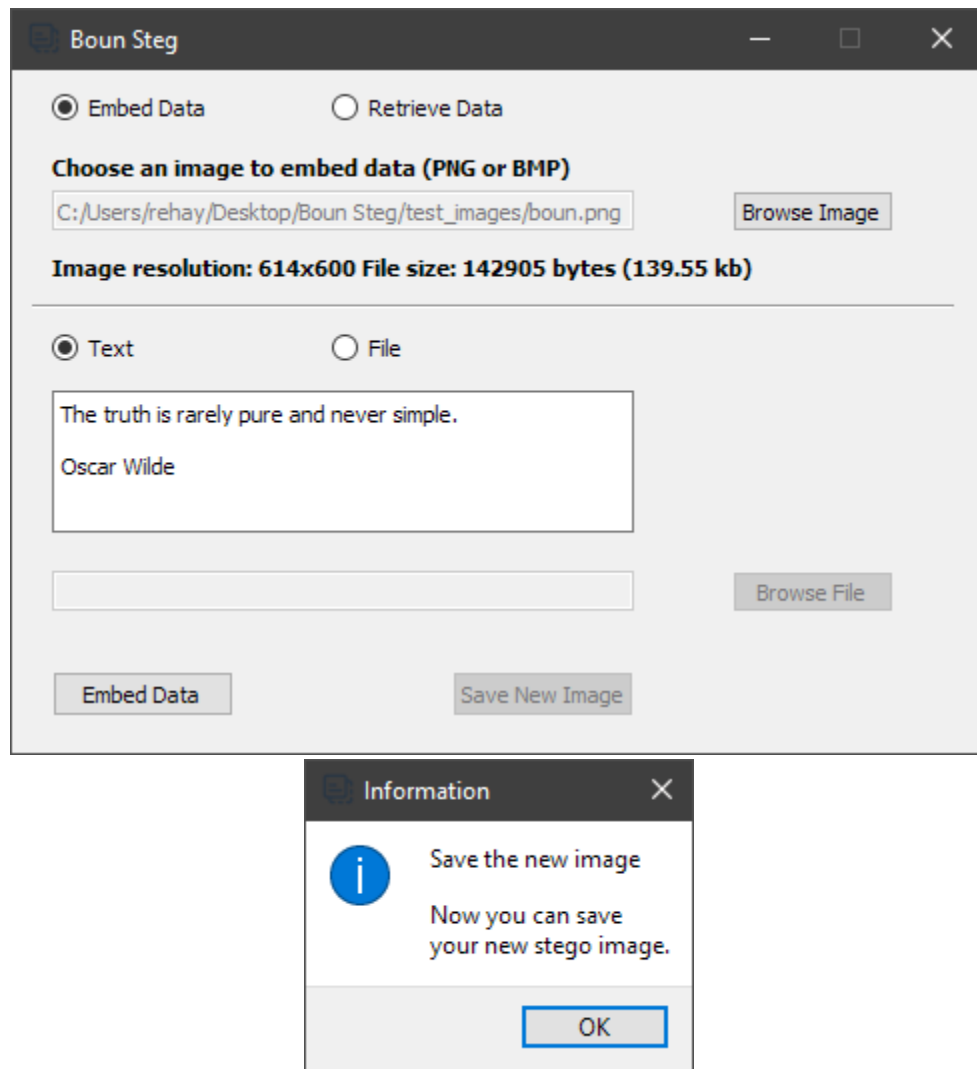 Boun Steg
Embed Data Retrieve Data
Choose an image to embed data (PNG or BMP)
C:/Users/rehay/Desktop/Boun Steg/test_images/boun.png Browse Image
Image resolution: 614x600 File size: 142905 bytes (139.55 kb)
Text File
The truth is rarely pure and never simple.
Oscar Wilde
Browse File
Embed Data Save New Image
Information
Save the new image
Now you can save
your new stego image.
OK